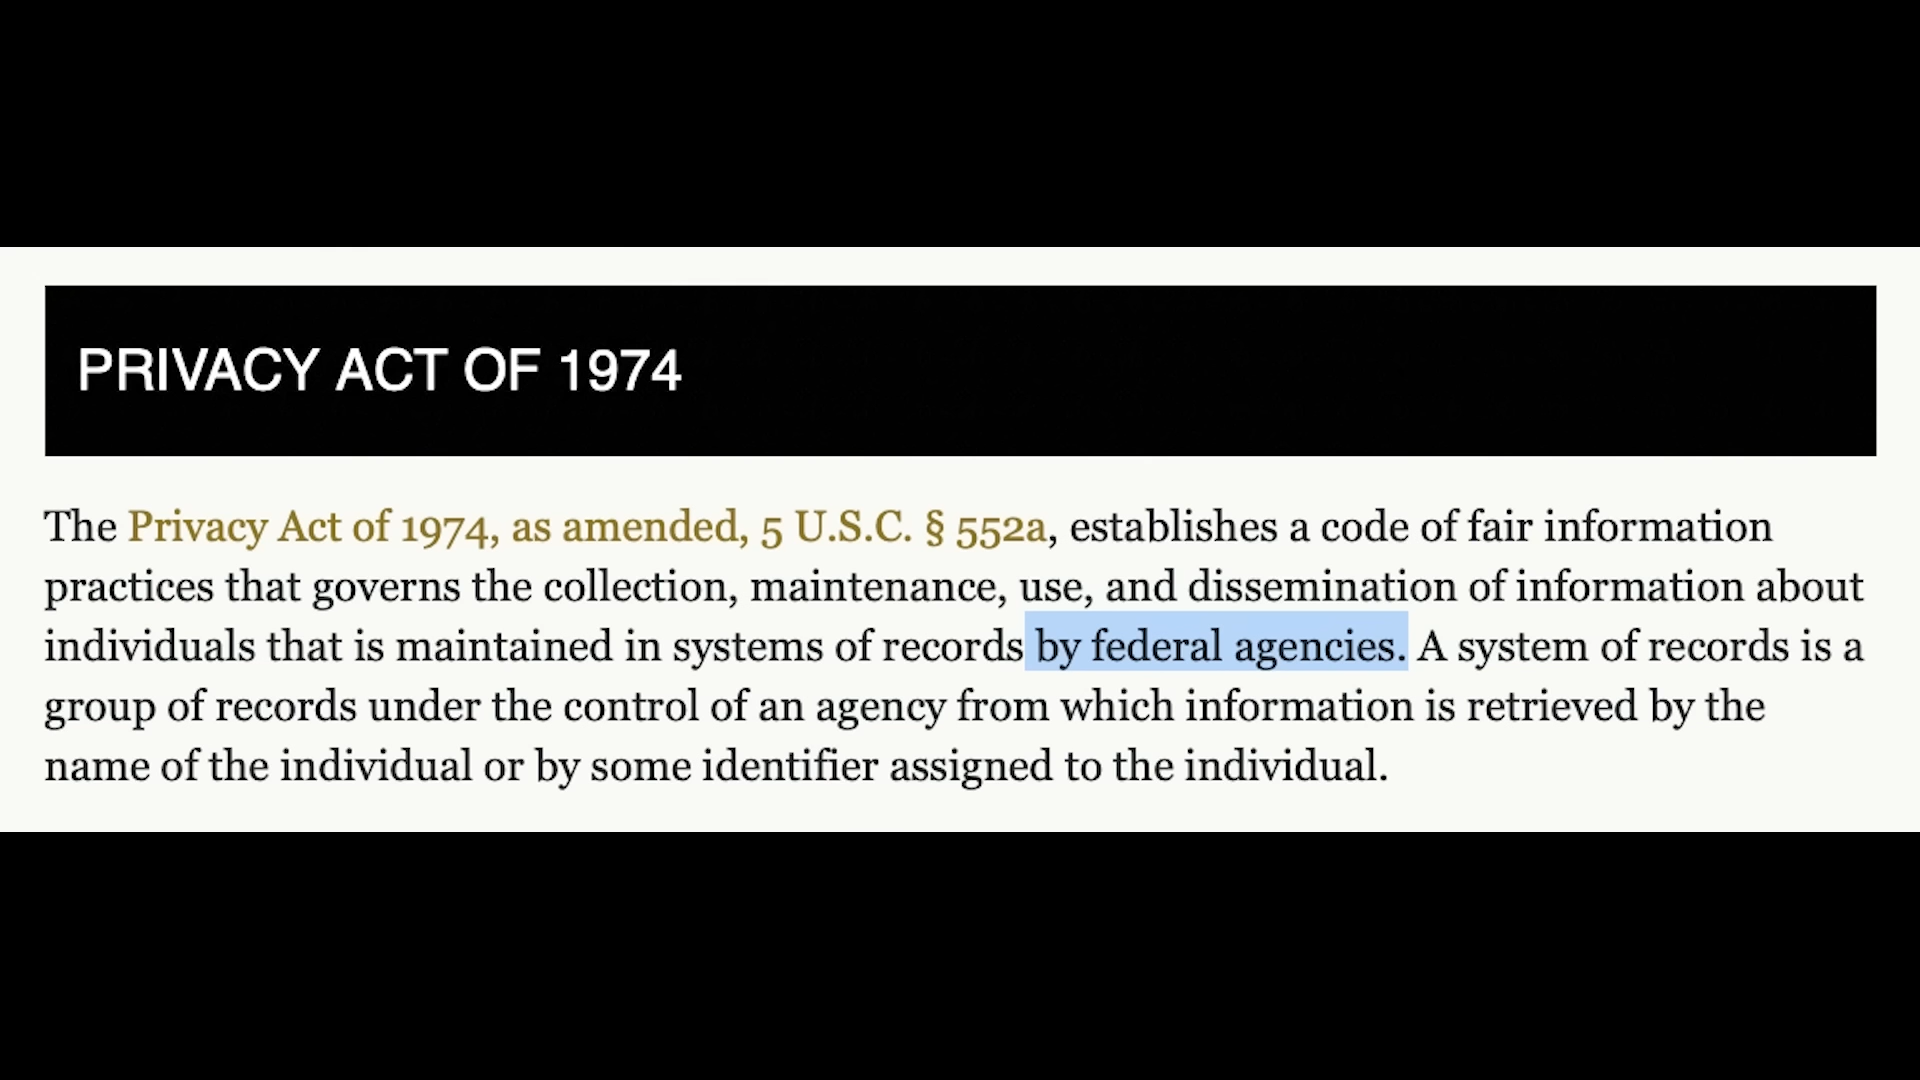 PRIVACY ACT OF 1974
The Privacy Act of 1974, as amended, 5 U.S.C. § 552a, establishes a code of fair information
practices that governs the collection, maintenance, use, and dissemination of information about
individuals that is maintained in systems of records by federal agencies. A system of records is a
group of records under the control of an agency from which information is retrieved by the
name of the individual or by some identifier assigned to the individual.